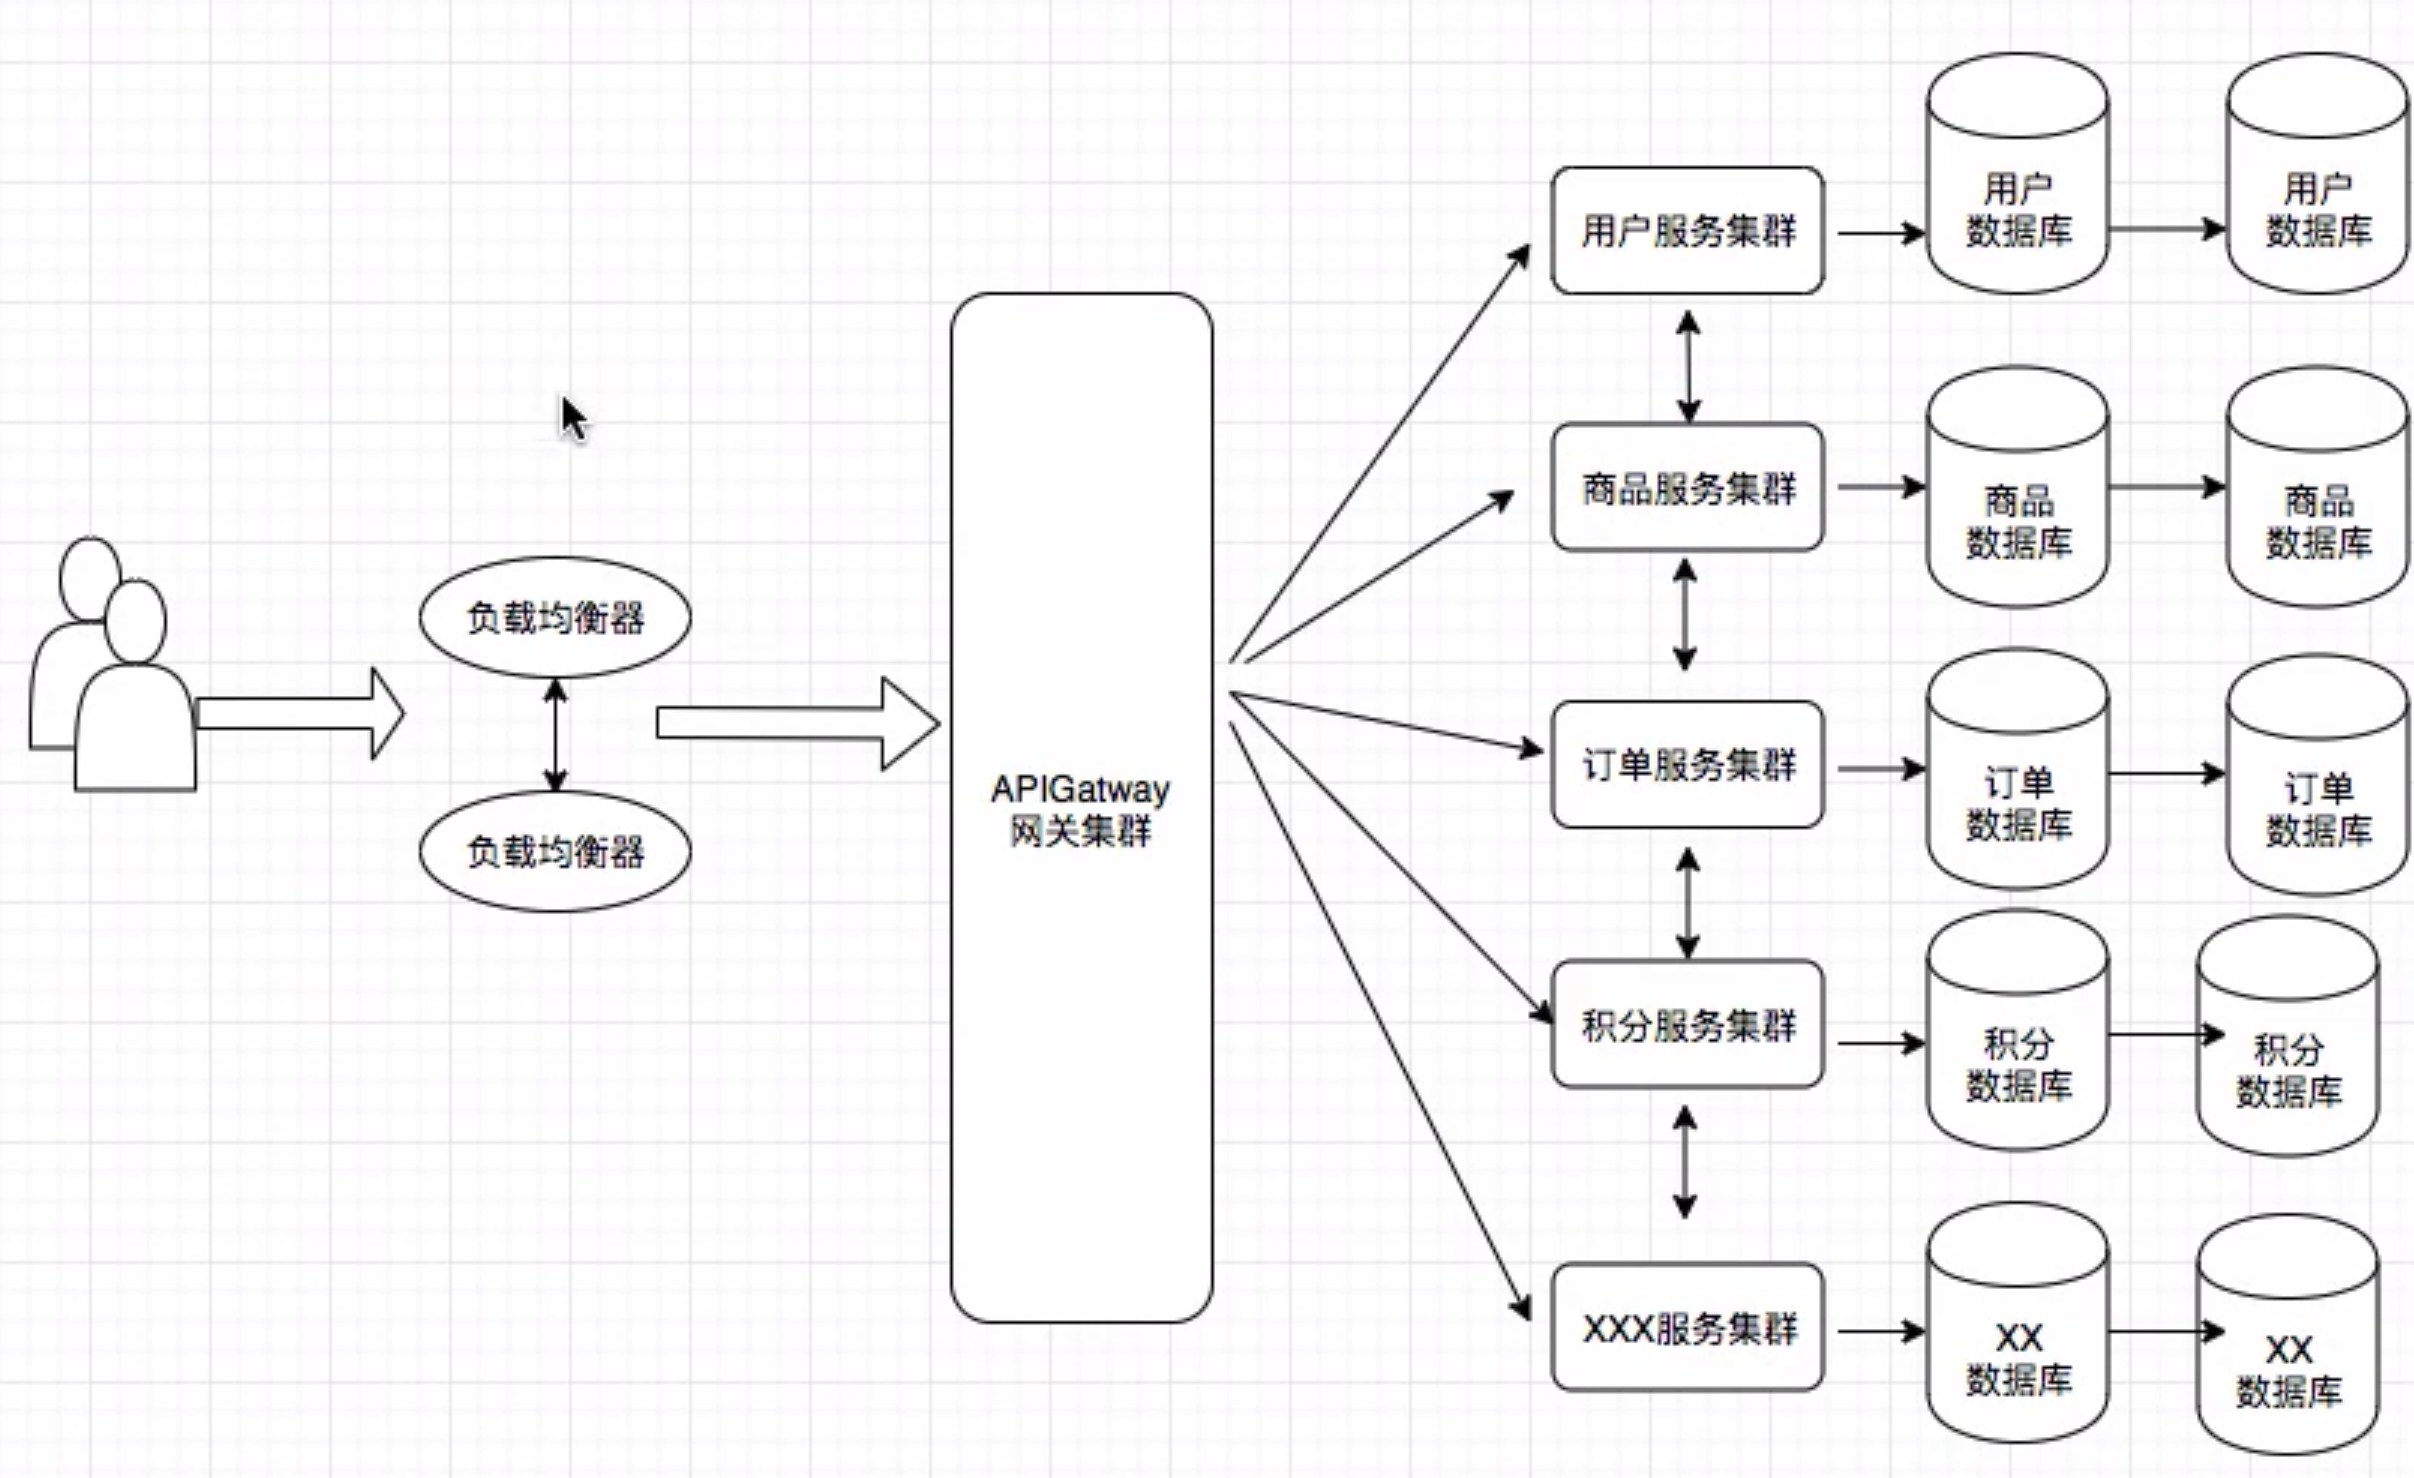 负载均衡器
负载均衡器
APIGatway
网关集群
用户服务集群
用户
数据库
用户
数据库
商品服务集群
商品
数据库
商品
数据库
订单服务集群
订单
数据库
订单
数据库
积分服务集群
积分
数据库
积分
数据库
XXX服务集群
XX
数据库
XX
数据库